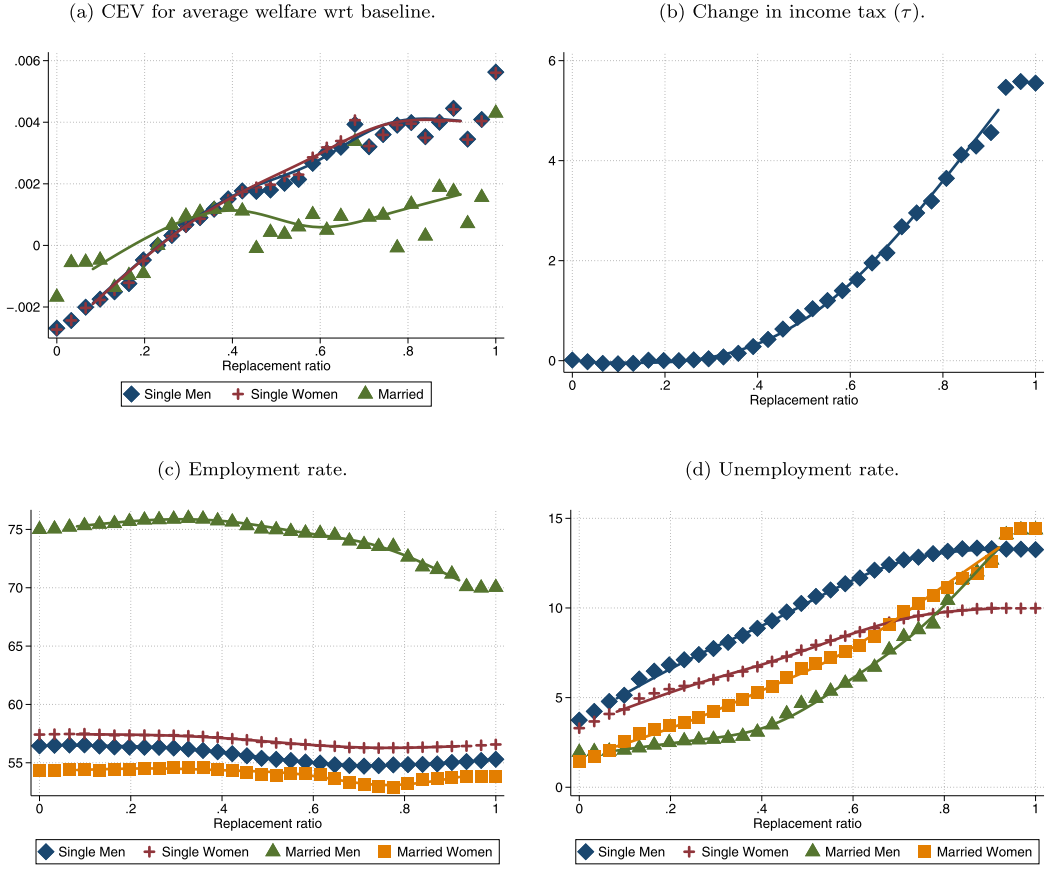 (a) CEV for average welfare wrt baseline.
.006
.004
.002
0
−.002
0 .2 .4 .6 .8 1
Replacement ratio
Single Men Single Women Married
(b) Change in income tax (τ).
6
4
2
0
0 .2 .4 .6 .8 1
Replacement ratio
(c) Employment rate.
75
70
65
60
55
0 .2 .4 .6 .8 1
Replacement ratio
Single Men Single Women Married Men Married Women
(d) Unemployment rate.
15
10
5
0
0 .2 .4 .6 .8 1
Replacement ratio
Single Men Single Women Married Men Married Women